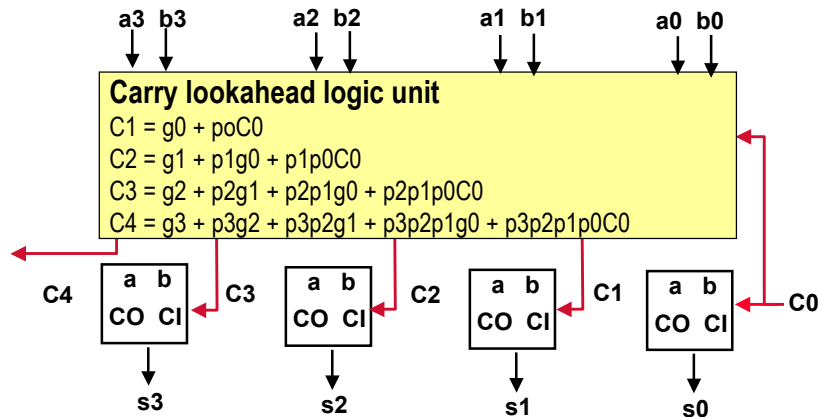 a3 b3 a2 b2 a1 b1 a0 b0
Carry lookahead logic unit
C1 = g0 + poC0
C2 = g1 + p1g0 + p1p0C0
C3 = g2 + p2g1 + p2p1g0 + p2p1p0C0
C4 = g3 + p3g2 + p3p2g1 + p3p2p1g0 + p3p2p1p0C0
a b a b a b a b
C4 C3 C2 C1 C0
CO CI CO CI CO CI CO CI
s3 s2 s1 s0